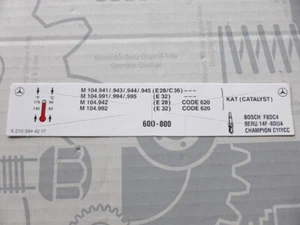 M 104.941/.943/.944/.945 (E28/C36) ---
M 104.991/.994/.995 (E 32) ---
M 104.942 (E 28) CODE 620
M 104.992 (E 32) CODE 620
KAT (CATALYST)
°F °C
600-800
BOSCH F8DC4
BERU 14F-8DU4
CHAMPION C11YCC